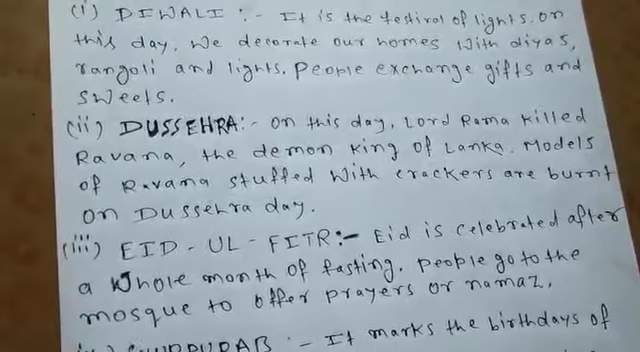 (i) DIWALI :- It is the festival of lights. On
this day, we decorate our homes with diyas,
rangoli and lights. People exchange gifts and
sweets.
(ii) DUSSEHRA:- On this day, Lord Rama killed
Ravana, the demon king of Lanka. Models
of Ravana stuffed with crackers are burnt
on Dussehra day.
(iii) EID-UL-FITR:- Eid is celebrated after
a whole month of fasting. people go to the
mosque to offer prayers or namaz.
:- It marks the birthdays of